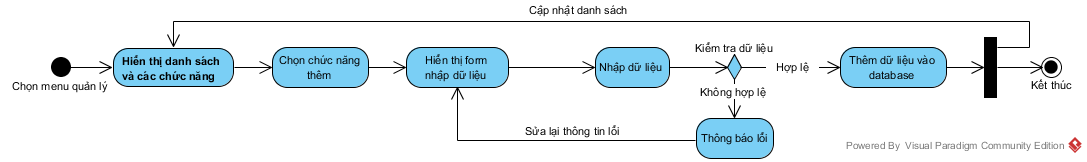 Cập nhật danh sách
Chọn menu quản lý
Hiển thị danh sách
và các chức năng
Chọn chức năng
thêm
Hiển thị form
nhập dữ liệu
Nhập dữ liệu
Kiểm tra dữ liệu
Hợp lệ
Thêm dữ liệu vào
database
Kết thúc
Không hợp lệ
Thông báo lỗi
Sửa lại thông tin lỗi
Powered By Visual Paradigm Community Edition